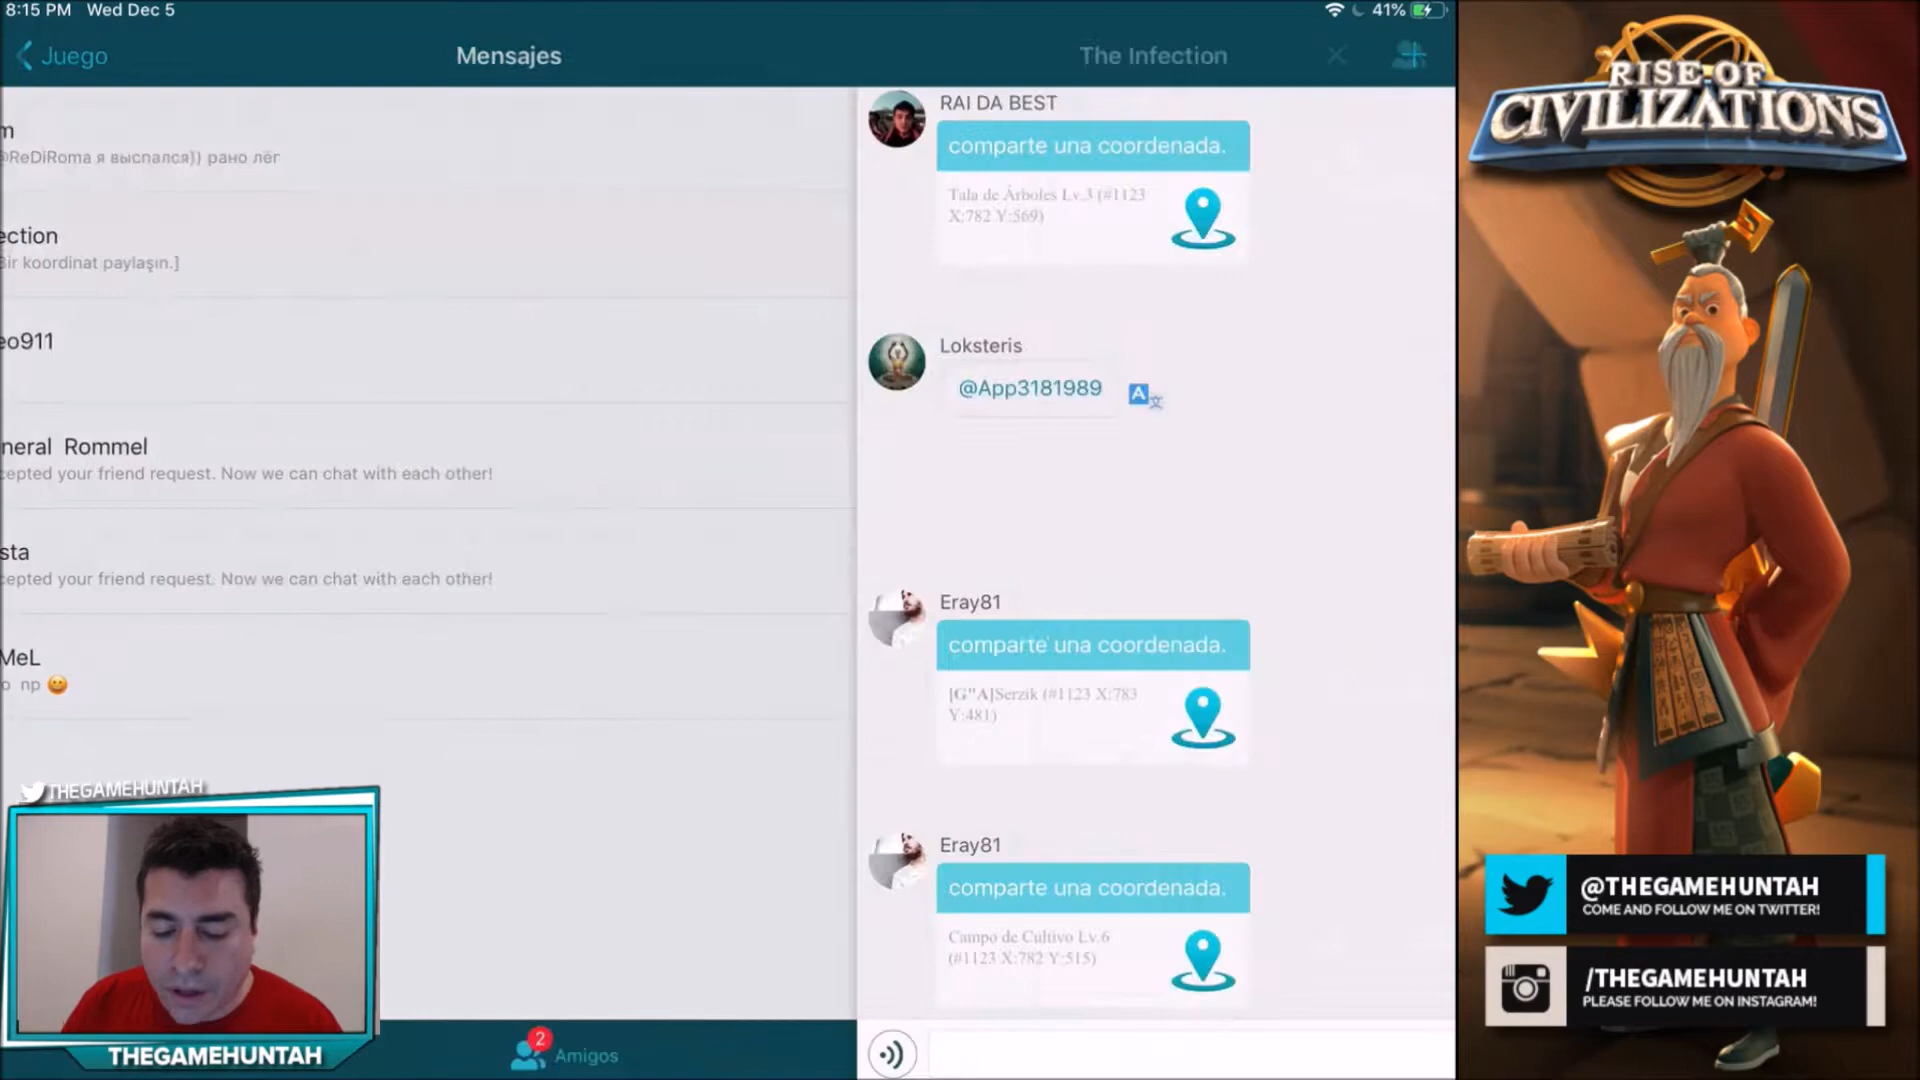 8:15 PM Wed Dec 5
41%
Juego
Mensajes
The Infection
m
@ReDiRoma я выспался)) рано лёг
ection
Bir koordinat paylaşın.]
eo911
neral Rommel
cepted your friend request. Now we can chat with each other!
sta
cepted your friend request. Now we can chat with each other!
MeL
o np
2
Amigos
RAI DA BEST
comparte una coordenada.
Tala de Árboles Lv.3 (#1123
X:782 Y:569)
Loksteris
@App3181989
A文
Eray81
comparte una coordenada.
[G"A]Serzik (#1123 X:783
Y:481)
Eray81
comparte una coordenada.
Campo de Cultivo Lv.6
(#1123 X:782 Y:515)
THEGAMEHUNTAH
THEGAMEHUNTAH
RISE OF
CIVILIZATIONS
@THEGAMEHUNTAH
COME AND FOLLOW ME ON TWITTER!
/THEGAMEHUNTAH
PLEASE FOLLOW ME ON INSTAGRAM!